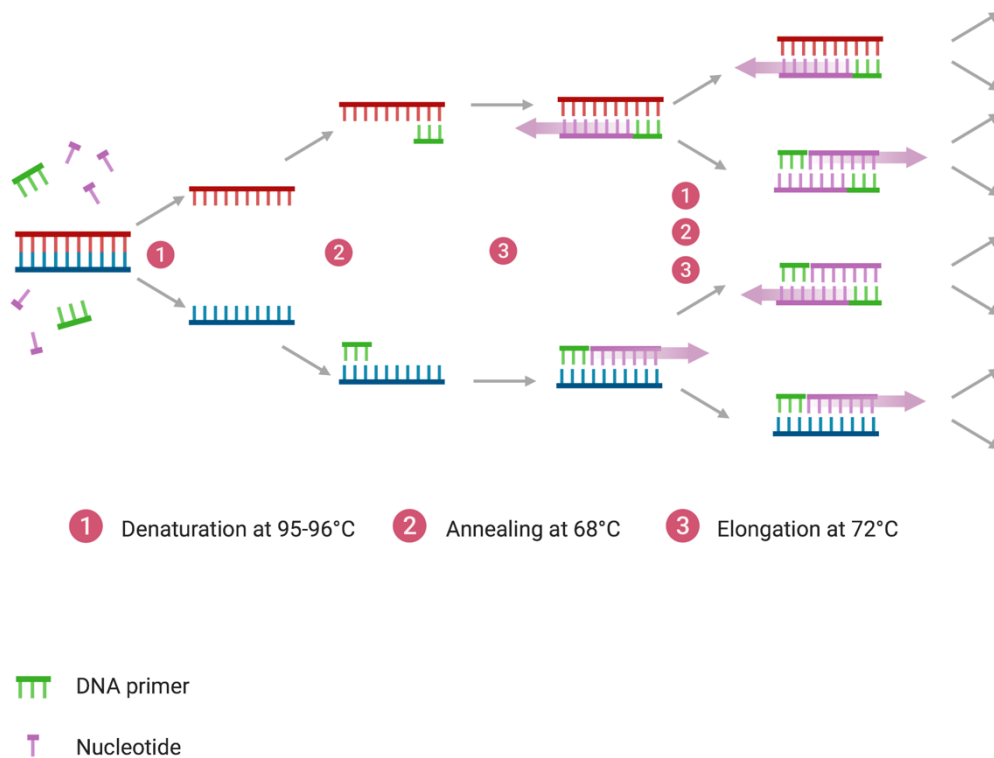 1
2
3
1
2
3
1 Denaturation at 95-96°C 2 Annealing at 68°C 3 Elongation at 72°C
DNA primer
Nucleotide